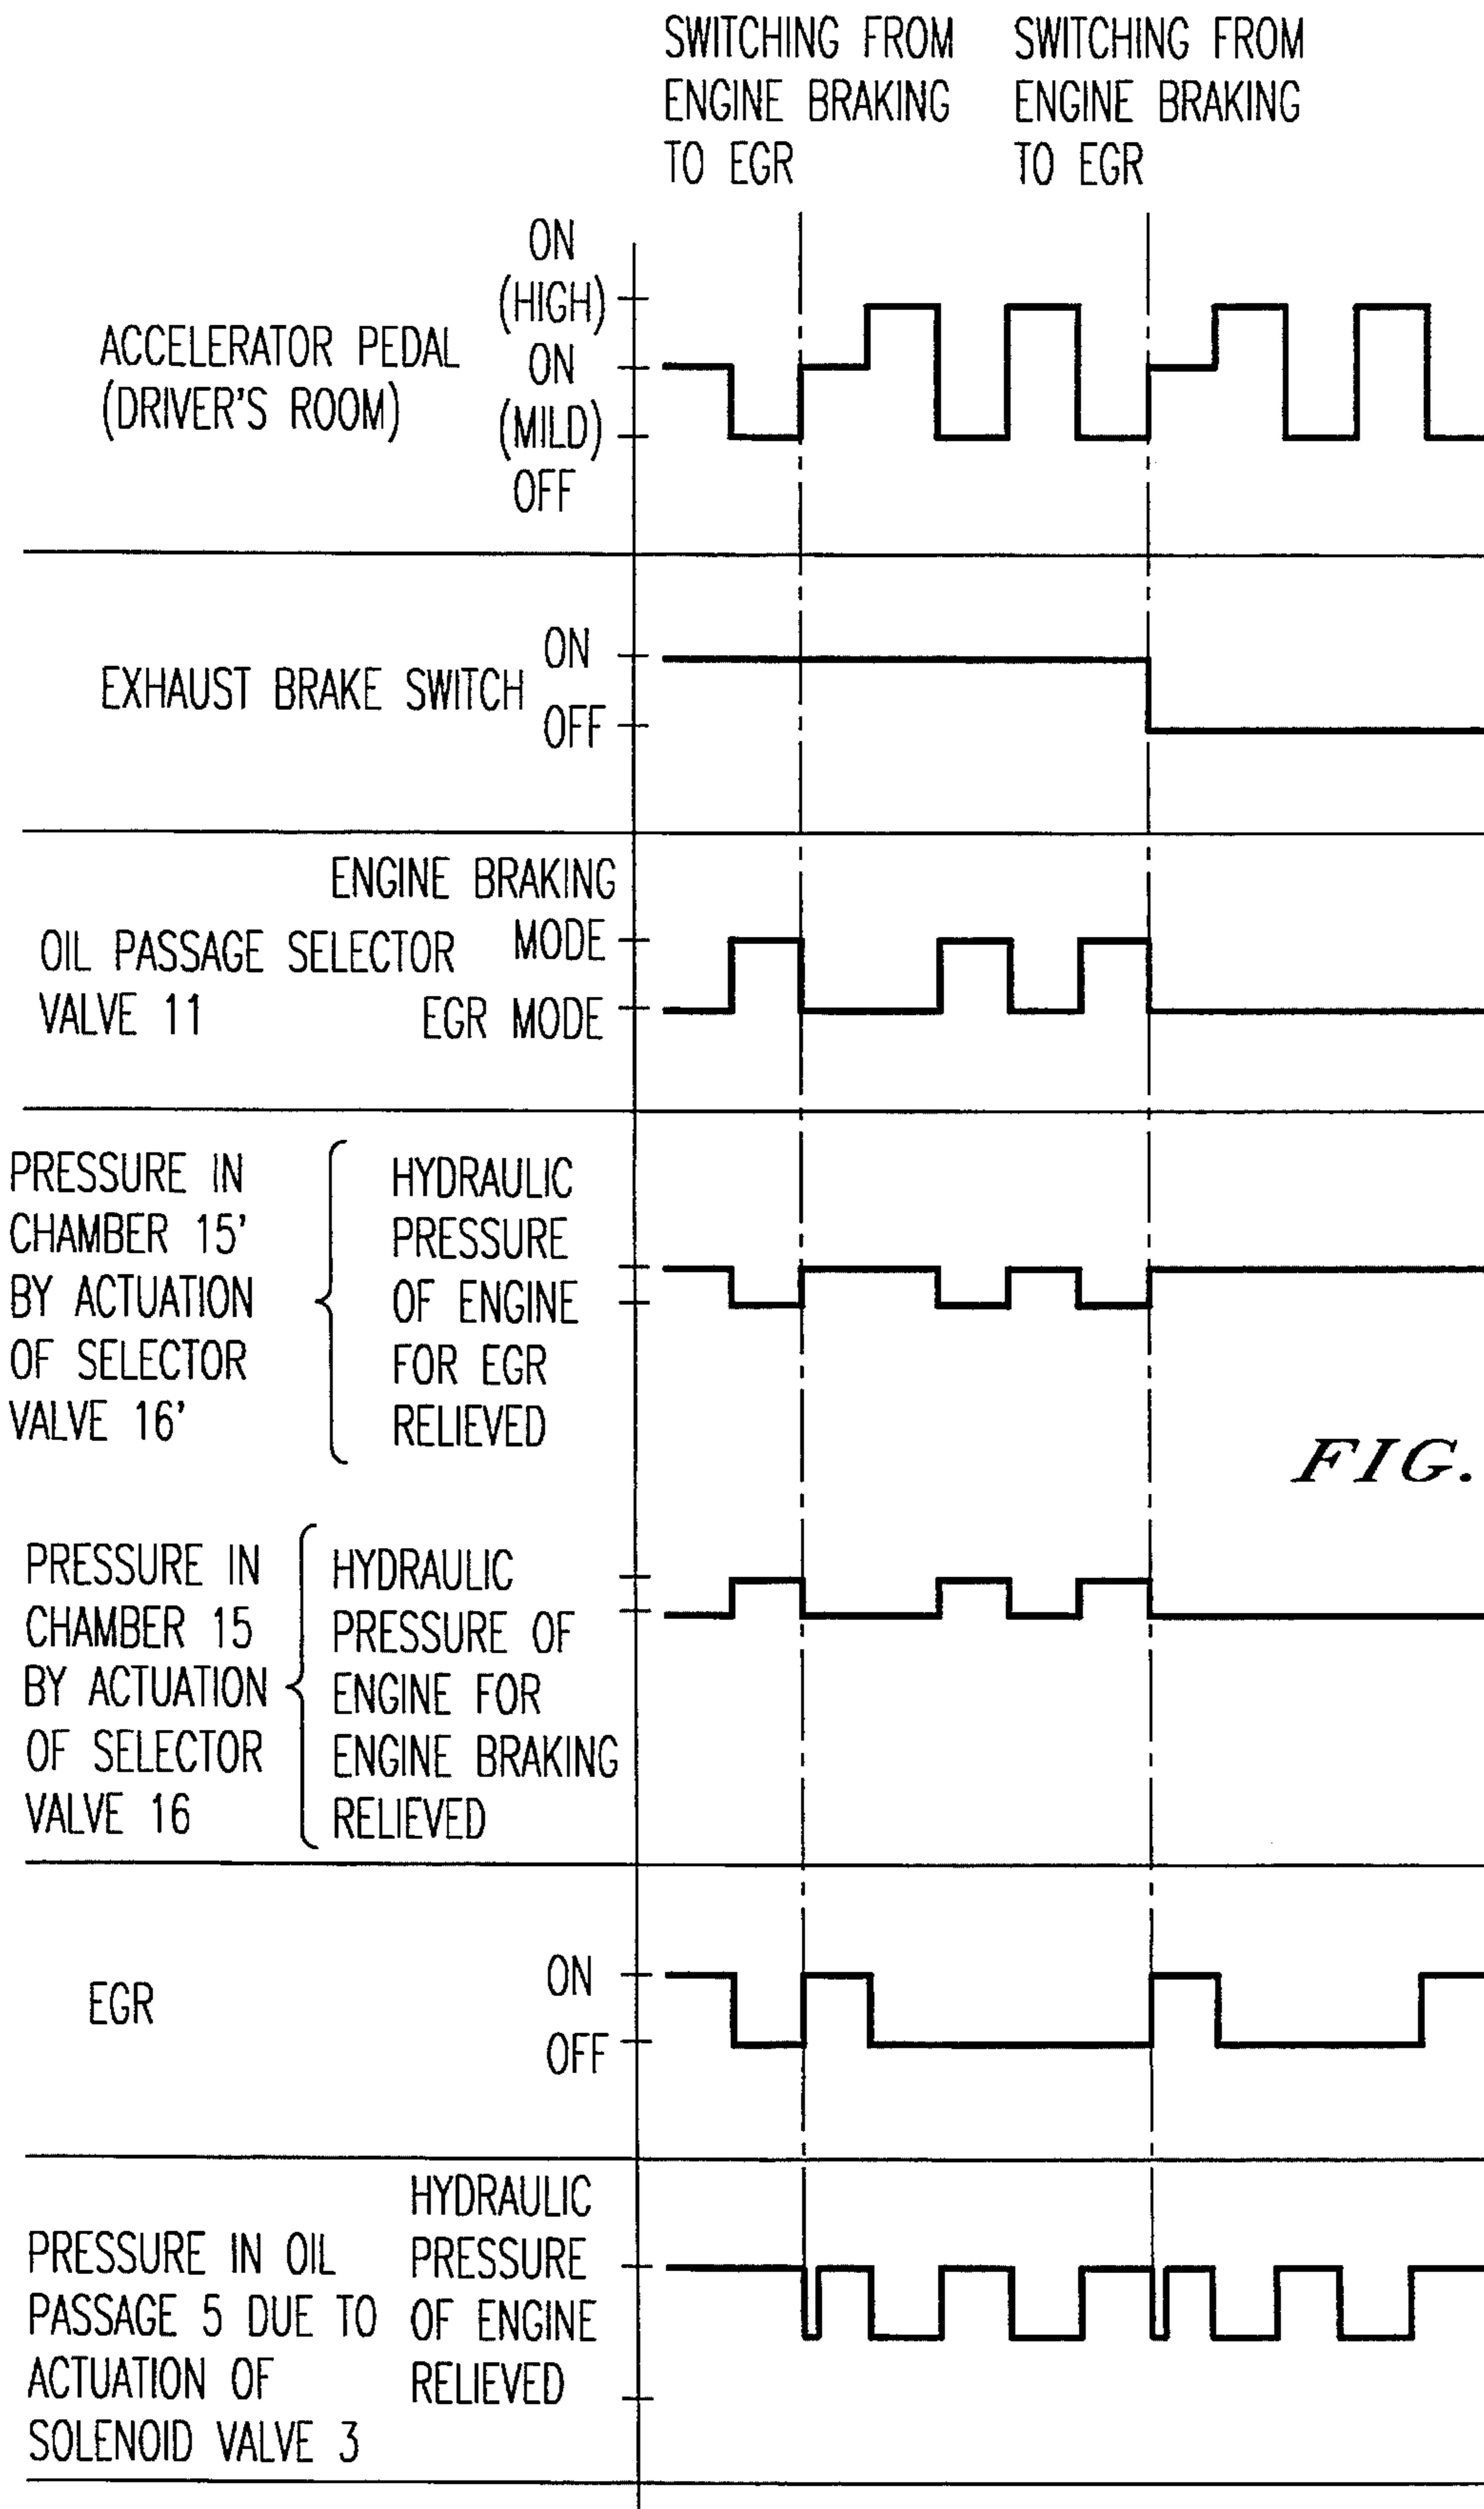 SWITCHING FROM
ENGINE BRAKING
TO EGR
SWITCHING FROM
ENGINE BRAKING
TO EGR
ACCELERATOR PEDAL
(DRIVER'S ROOM)
ON
(HIGH)
ON
(MILD)
OFF
EXHAUST BRAKE SWITCH
ON
OFF
OIL PASSAGE SELECTOR
VALVE 11
ENGINE BRAKING
MODE
EGR MODE
PRESSURE IN
CHAMBER 15'
BY ACTUATION
OF SELECTOR
VALVE 16'
HYDRAULIC
PRESSURE
OF ENGINE
FOR EGR
RELIEVED
FIG.
PRESSURE IN
CHAMBER 15
BY ACTUATION
OF SELECTOR
VALVE 16
HYDRAULIC
PRESSURE OF
ENGINE FOR
ENGINE BRAKING
RELIEVED
EGR
ON
OFF
PRESSURE IN OIL
PASSAGE 5 DUE TO
ACTUATION OF
SOLENOID VALVE 3
HYDRAULIC
PRESSURE
OF ENGINE
RELIEVED